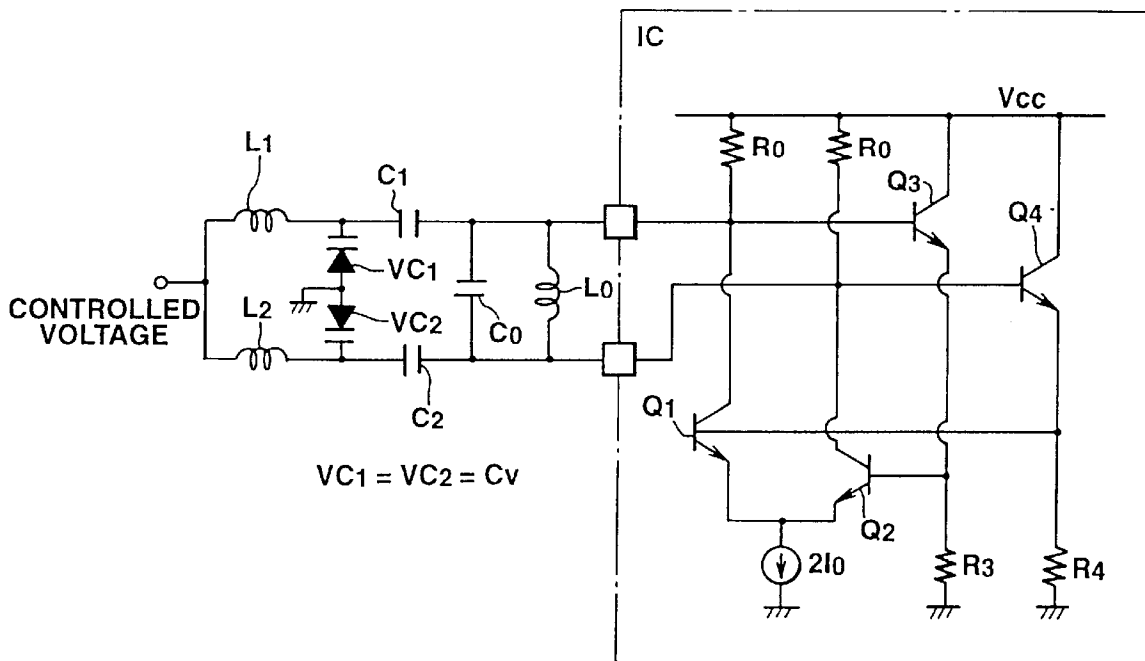 IC
Vcc
L1
R0
R0
C1
Q3
Q4
VC1
L0
CONTROLLED
VOLTAGE
L2
VC2
C0
C2
Q1
VC1 = VC2 = Cv
Q2
2I0
R3
R4